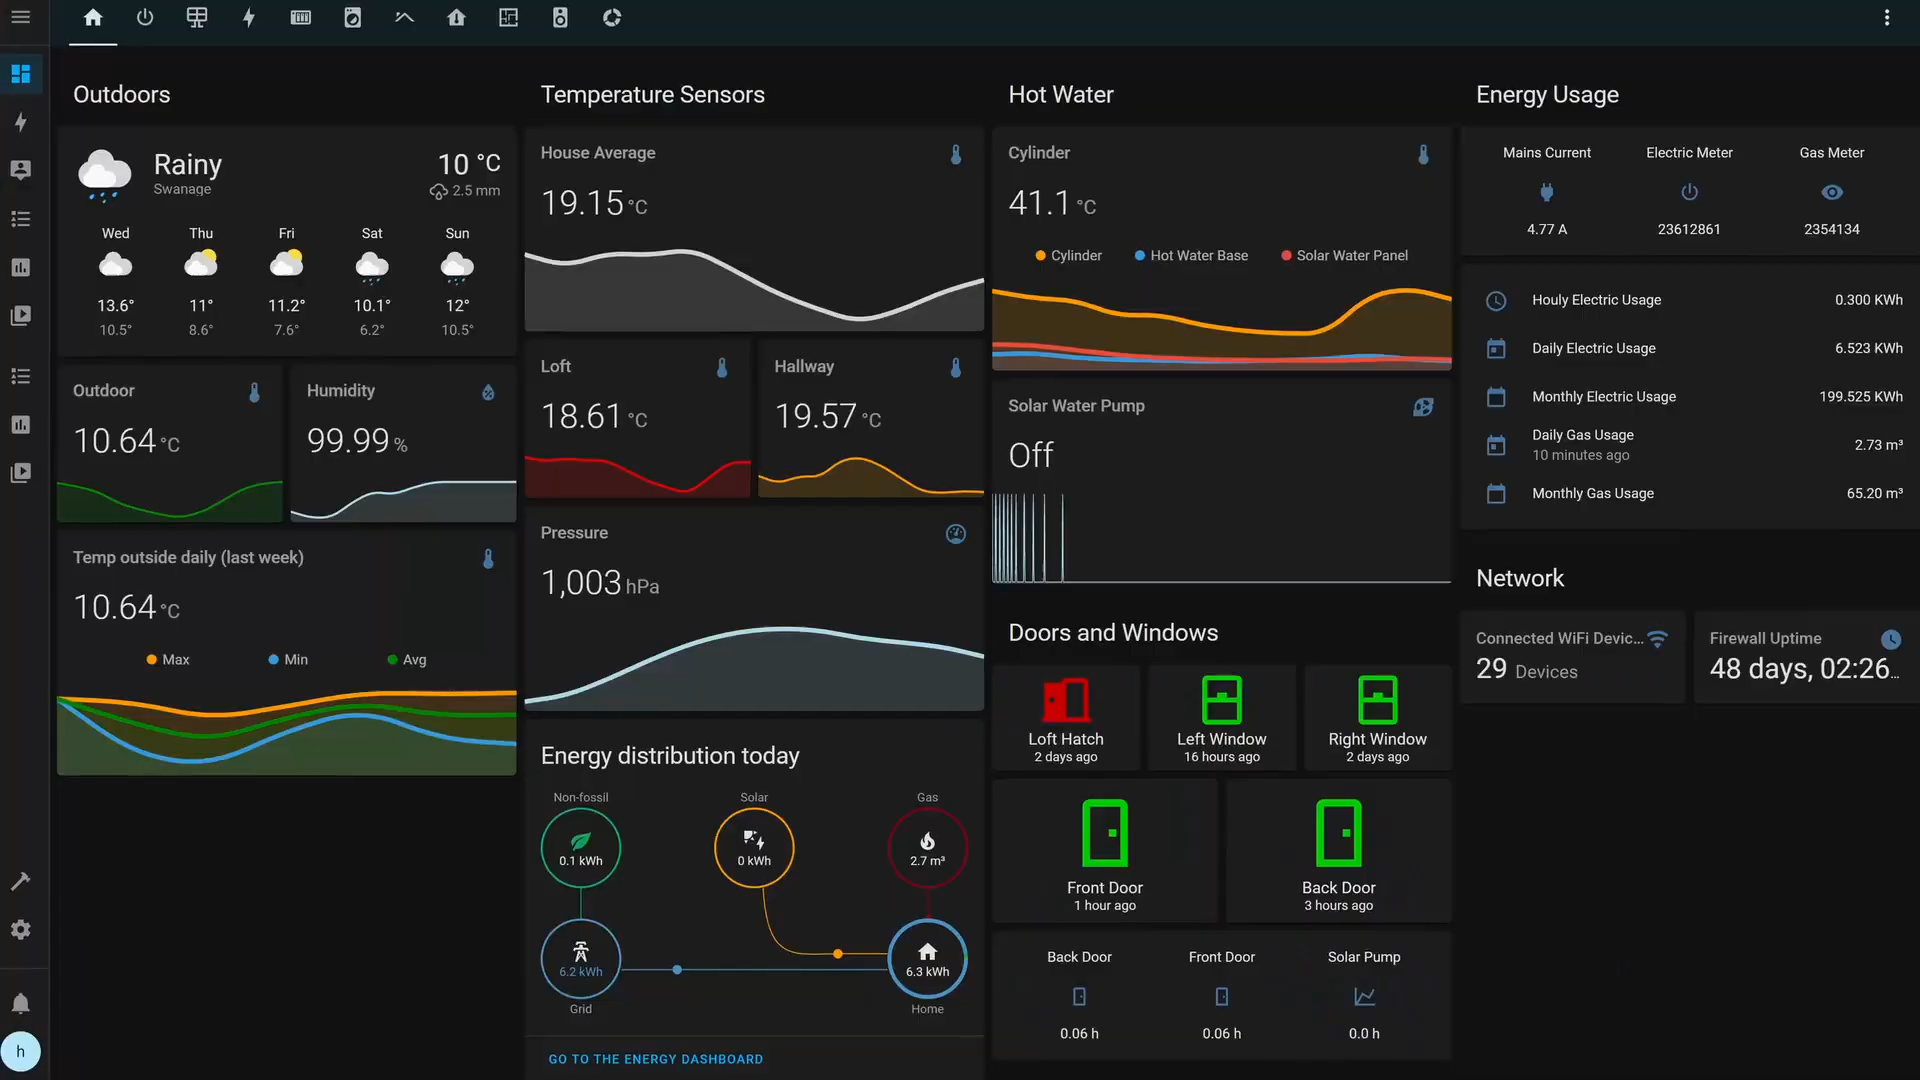 Outdoors
Rainy
Swanage
10 °C
2.5 mm
Wed Thu Fri Sat Sun
13.6° 11° 11.2° 10.1° 12°
10.5° 8.6° 7.6° 6.2° 10.5°
Outdoor
10.64 °C
Humidity
99.99 %
Temp outside daily (last week)
10.64 °C
Max Min Avg
Temperature Sensors
House Average
19.15 °C
Loft
18.61 °C
Hallway
19.57 °C
Pressure
1,003 hPa
Energy distribution today
Non-fossil Solar Gas
0.1 kWh 0 kWh 2.7 m³
6.2 kWh 6.3 kWh
Grid Home
GO TO THE ENERGY DASHBOARD
Hot Water
Cylinder
41.1 °C
Cylinder Hot Water Base Solar Water Panel
Solar Water Pump
Off
Doors and Windows
Loft Hatch Left Window Right Window
2 days ago 16 hours ago 2 days ago
Front Door Back Door
1 hour ago 3 hours ago
Back Door Front Door Solar Pump
0.06 h 0.06 h 0.0 h
Energy Usage
Mains Current Electric Meter Gas Meter
4.77 A 23612861 2354134
Houly Electric Usage 0.300 KWh
Daily Electric Usage 6.523 KWh
Monthly Electric Usage 199.525 KWh
Daily Gas Usage 2.73 m³
10 minutes ago
Monthly Gas Usage 65.20 m³
Network
Connected WiFi Devic...
29 Devices
Firewall Uptime
48 days, 02:26...
h